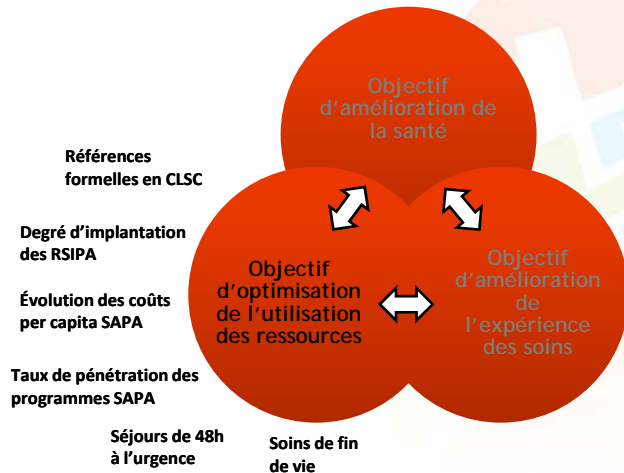 Objectif
d'amélioration de
la santé
Références
formelles en CLSC
Degré d'implantation
des RSIPA
Évolution des coûts
per capita SAPA
Taux de pénétration des
programmes SAPA
Séjours de 48h
à l'urgence
Soins de fin
de vie
Objectif
d'optimisation
de l'utilisation
des ressources
Objectif
d'amélioration
de
l'expérience
des soins